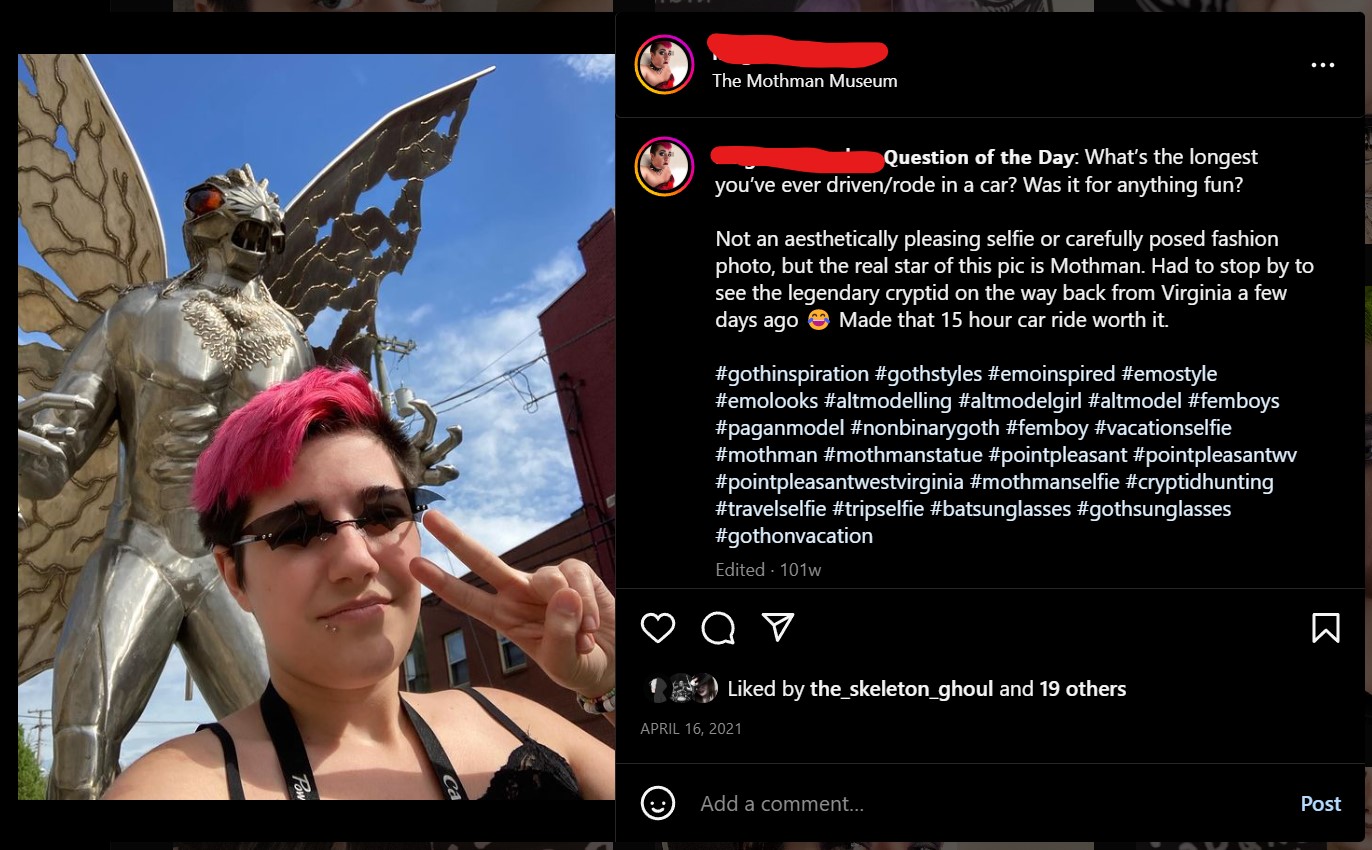 The Mothman Museum
Question of the Day: What's the longest
you've ever driven/rode in a car? Was it for anything fun?
Not an aesthetically pleasing selfie or carefully posed fashion
photo, but the real star of this pic is Mothman. Had to stop by to
see the legendary cryptid on the way back from Virginia a few
days ago 😂 Made that 15 hour car ride worth it.
#gothinspiration #gothstyles #emoinspired #emostyle
#emolooks #altmodelling #altmodelgirl #altmodel #femboys
#paganmodel #nonbinarygoth #femboy #vacationselfie
#mothman #mothmanstatue #pointpleasant #pointpleasantwv
#pointpleasantwestvirginia #mothmanselfie #cryptidhunting
#travelselfie #tripselfie #batsunglasses #gothsunglasses
#gothonvacation
Edited · 101w
Liked by the_skeleton_ghoul and 19 others
APRIL 16, 2021
Add a comment...
Post